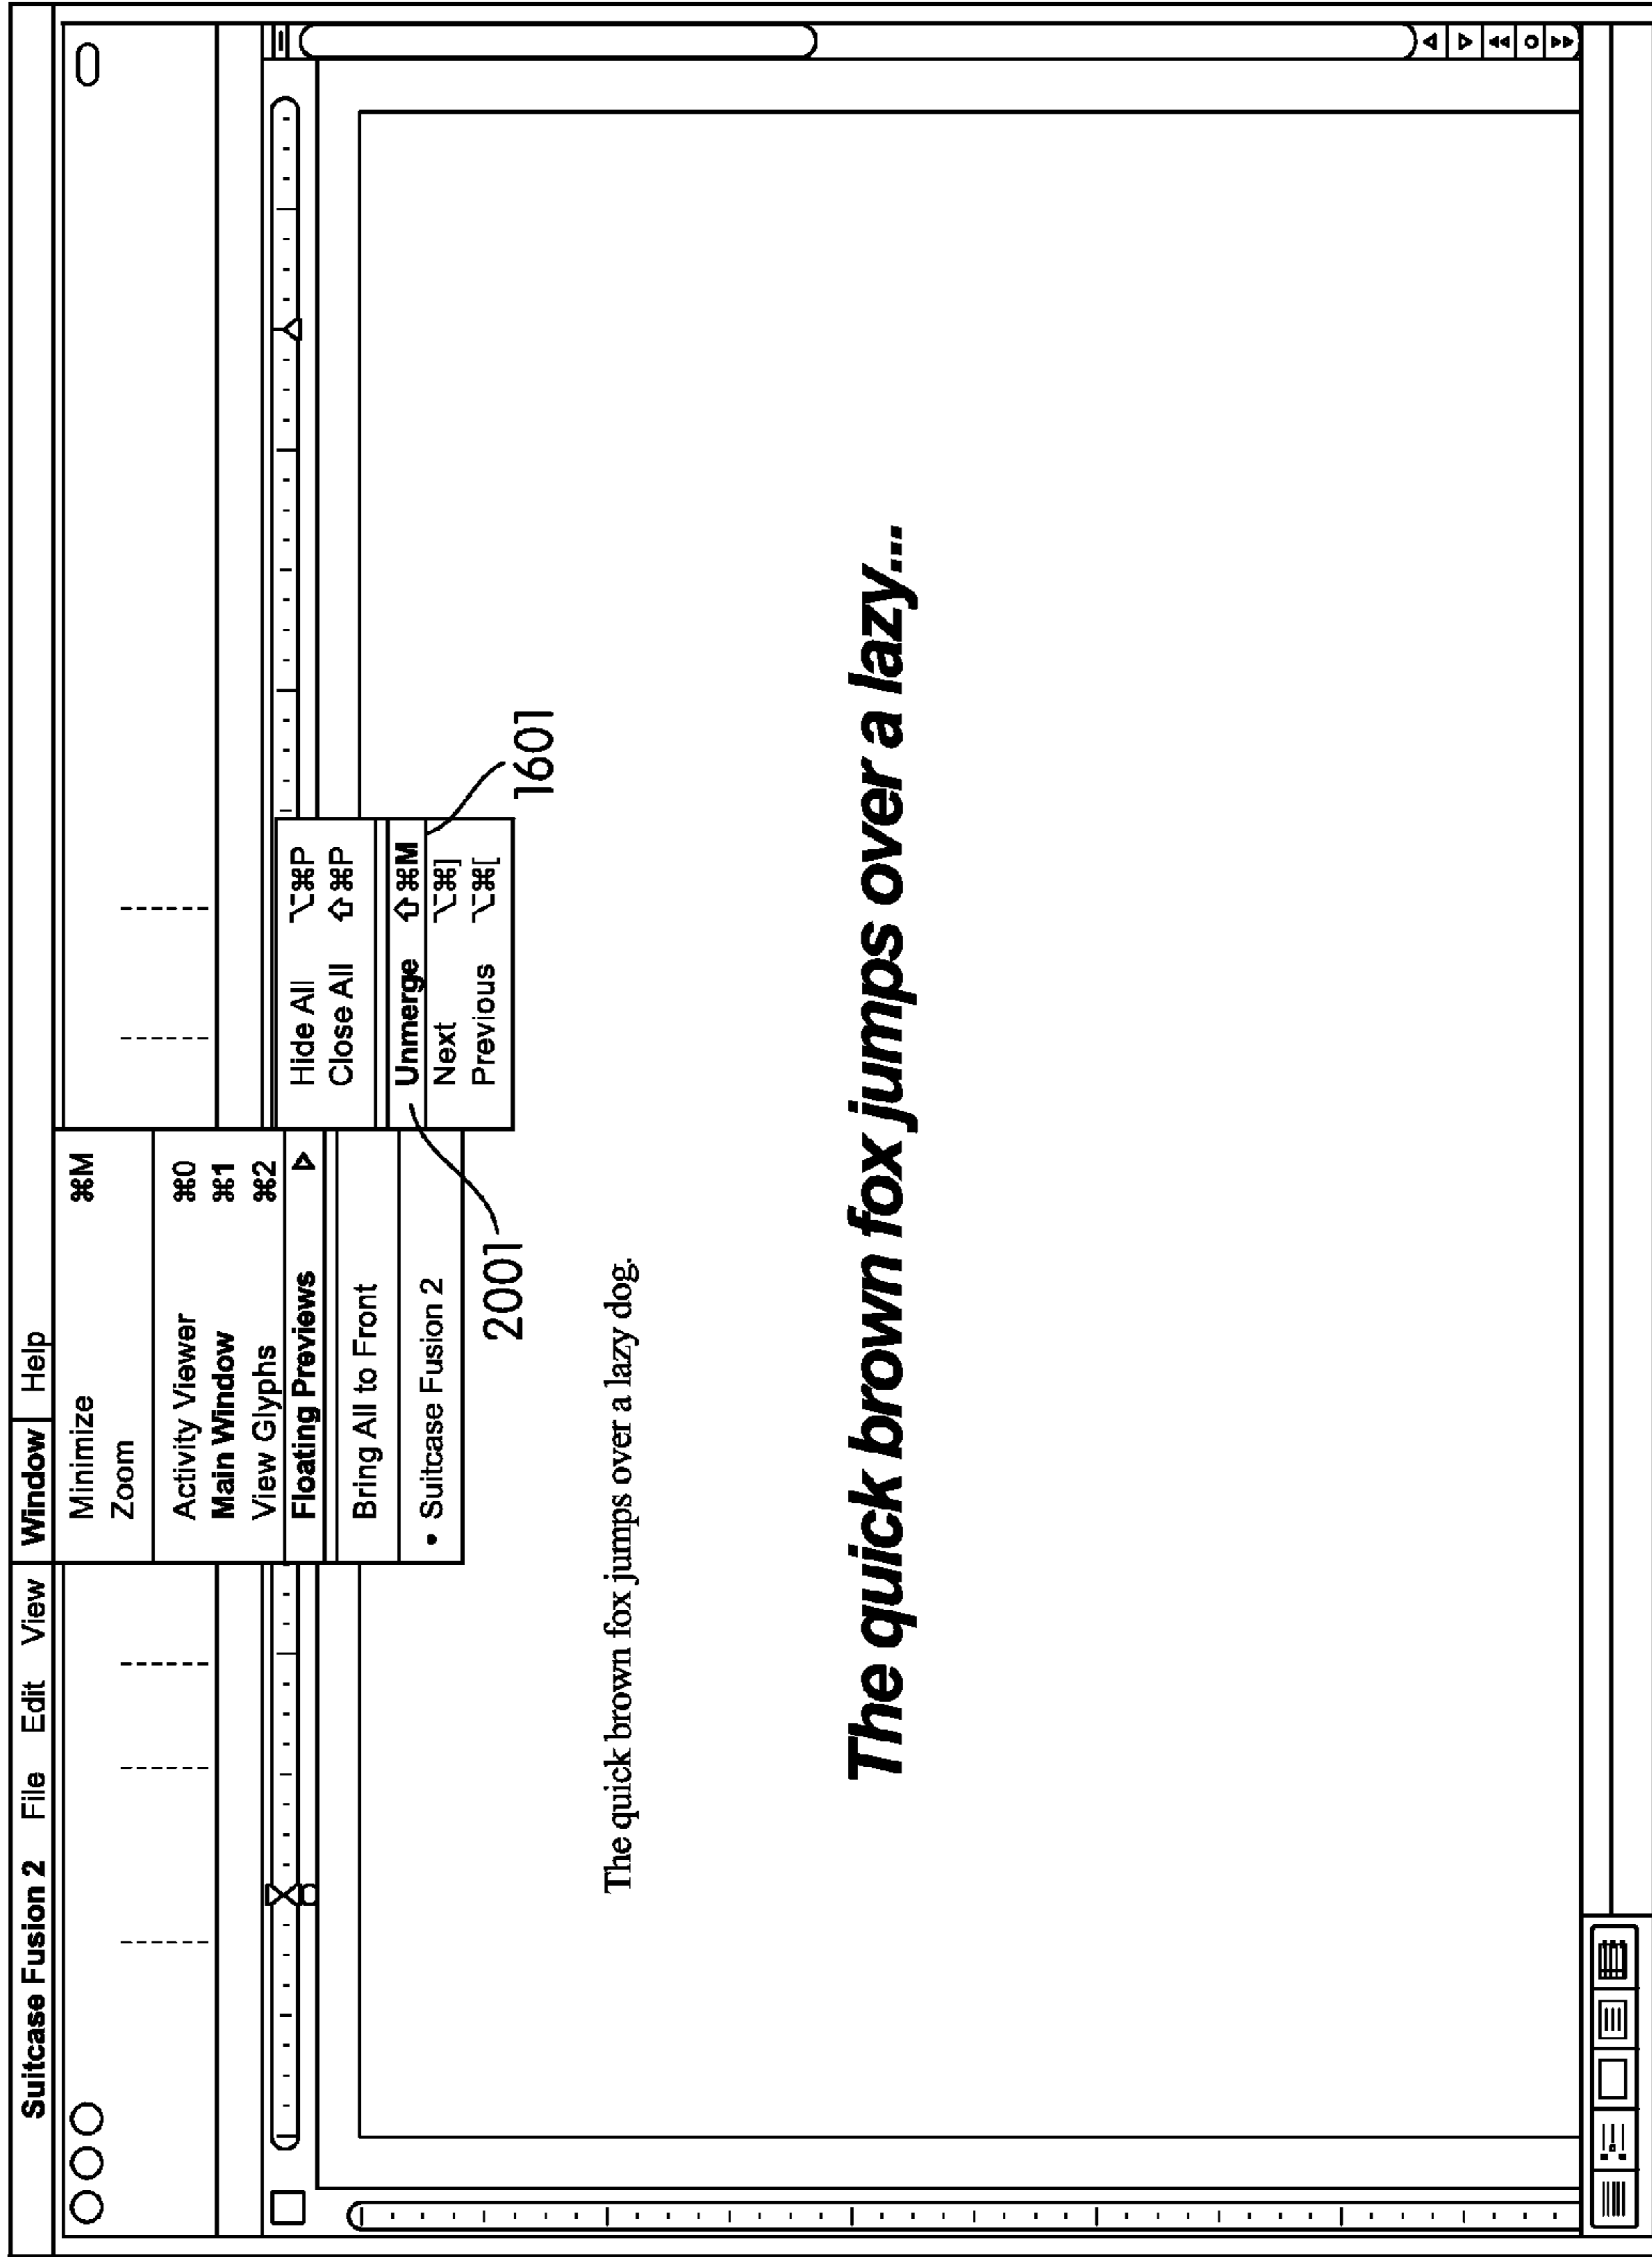 Suitcase Fusion 2 File Edit View Window Help
Minimize ⌘M
Zoom
Activity Viewer ⌘0
Main Window ⌘1
View Glyphs ⌘2
Floating Previews ▷
Bring All to Front
• Suitcase Fusion 2
Hide All ⌥⌘P
Close All ⇧⌘P
Unmerge ⇧⌘M
Next ⌥⌘]
Previous ⌥⌘[
2001
1601
The quick brown fox jumps over a lazy dog.
The quick brown fox jumps over a lazy...